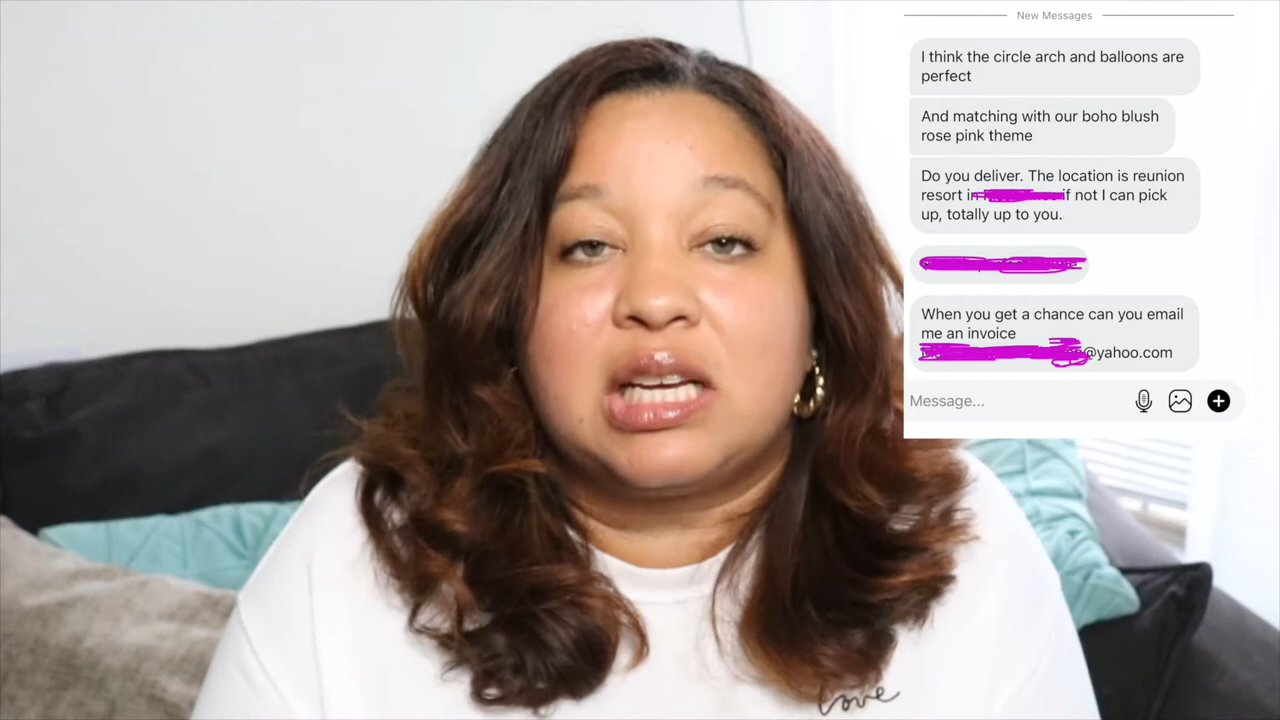 New Messages
I think the circle arch and balloons are
perfect
And matching with our boho blush
rose pink theme
Do you deliver. The location is reunion
resort in if not I can pick
up, totally up to you.
When you get a chance can you email
me an invoice
@yahoo.com
Message...
love